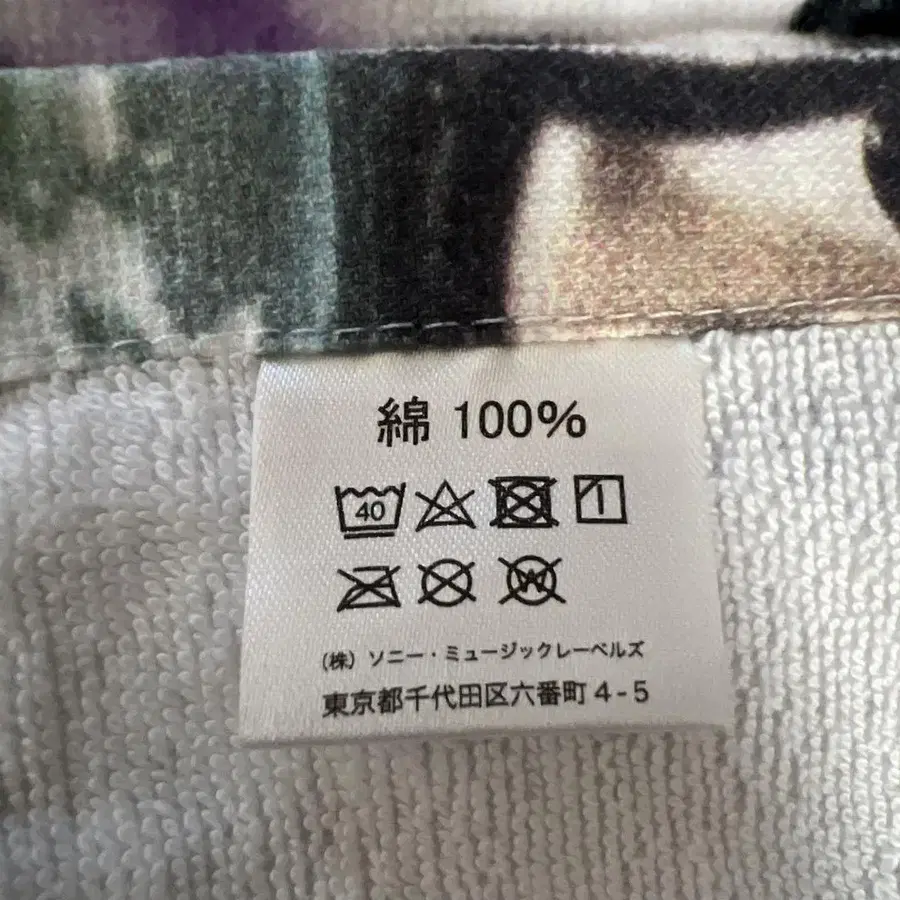 綿 100%
40
W
(株) ソニー・ミュージックレーベルズ
東京都千代田区六番町 4-5